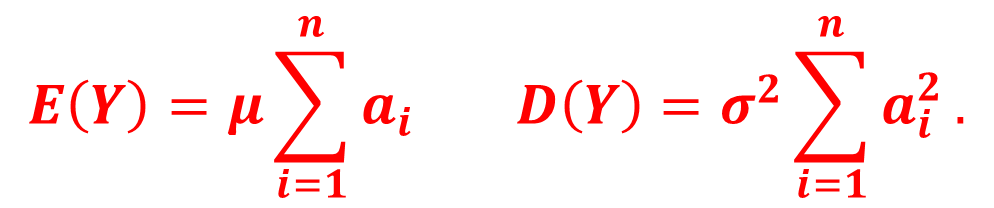 E(Y) = μ ∑_{i=1}^{n} a_i    D(Y) = σ² ∑_{i=1}^{n} a_i² .